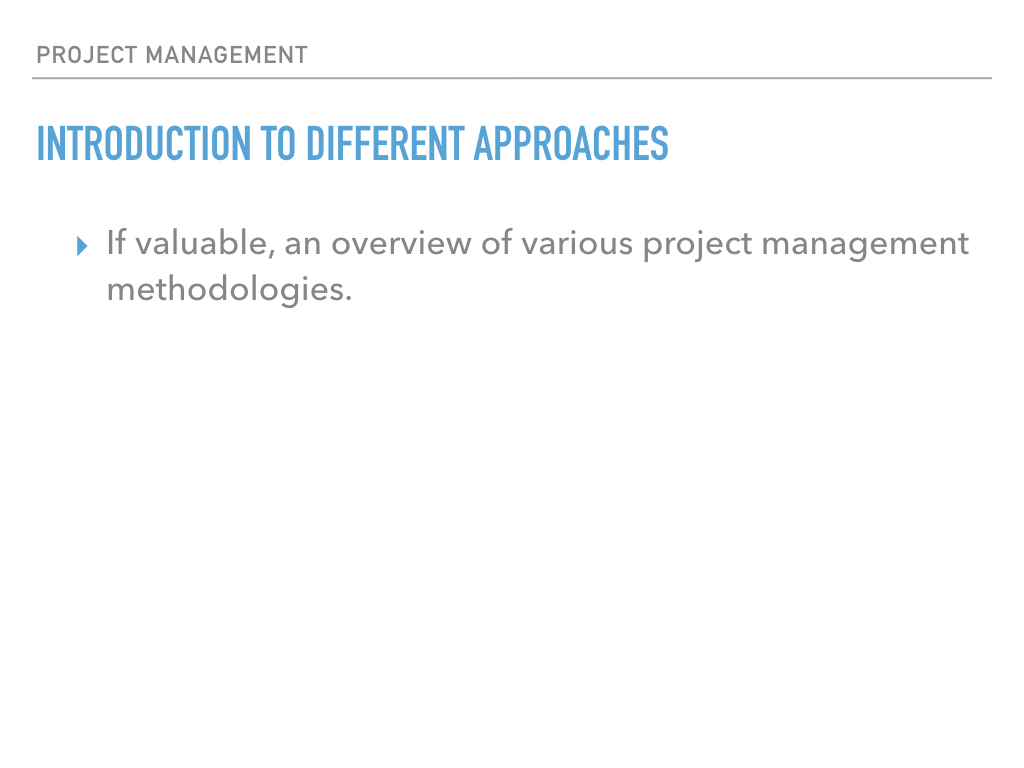 PROJECT MANAGEMENT
INTRODUCTION TO DIFFERENT APPROACHES
If valuable, an overview of various project management
methodologies.